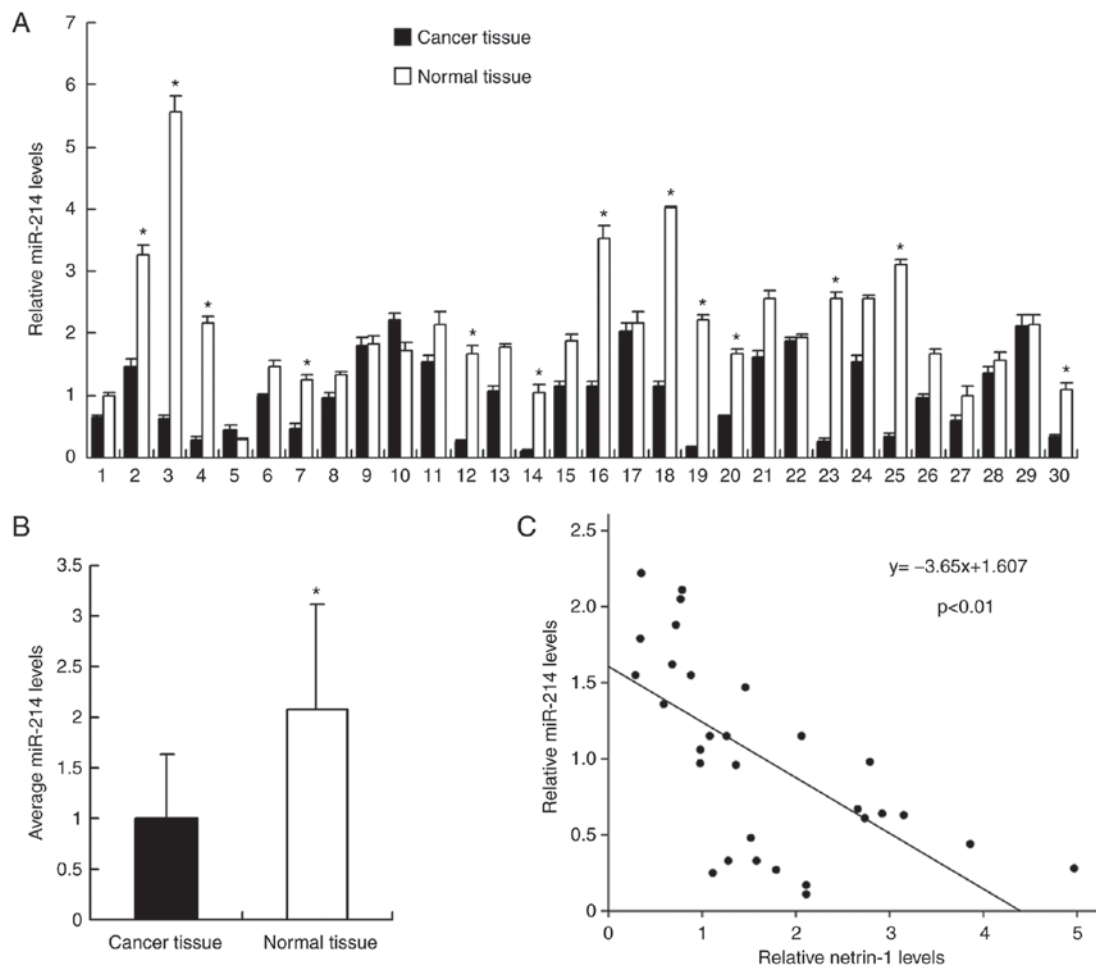 A
7
6
5
4
3
2
1
0
Relative miR-214 levels
Cancer tissue
Normal tissue
* * * * * * * * * * * * * *
1 2 3 4 5 6 7 8 9 10 11 12 13 14 15 16 17 18 19 20 21 22 23 24 25 26 27 28 29 30
B
3.5
3
2.5
2
1.5
1
0.5
0
Average miR-214 levels
*
Cancer tissue Normal tissue
C
2.5
2.0
1.5
1.0
0.5
0
Relative miR-214 levels
y= −3.65x+1.607
p<0.01
0 1 2 3 4 5
Relative netrin-1 levels